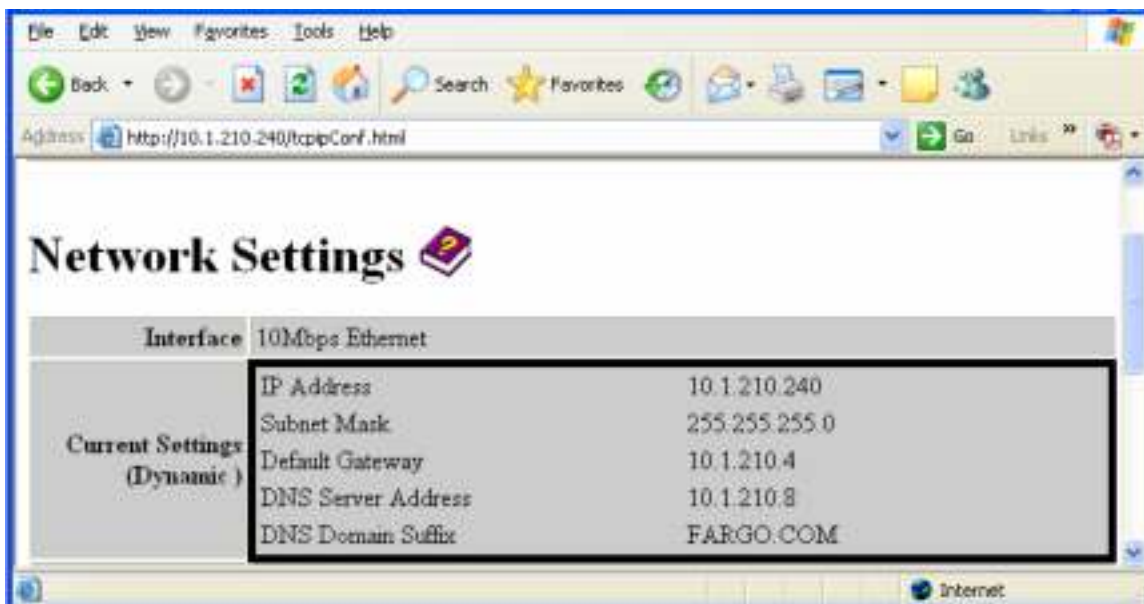 File Edit View Favorites Tools Help
Back Search Favorites
Address http://10.1.210.240/tcpipConf.html Go Links »
Network Settings
Interface 10Mbps Ethernet
Current Settings
(Dynamic )
IP Address 10.1.210.240
Subnet Mask 255.255.255.0
Default Gateway 10.1.210.4
DNS Server Address 10.1.210.8
DNS Domain Suffix FARGO.COM
Internet